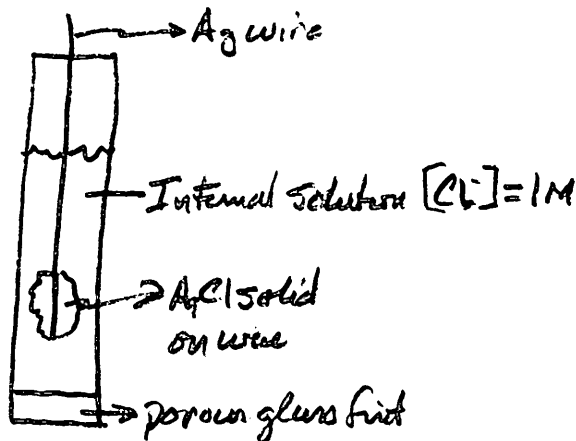 Ag wire
Internal solution [Cl-] = 1M
AgCl solid
on wire
porous glass frit